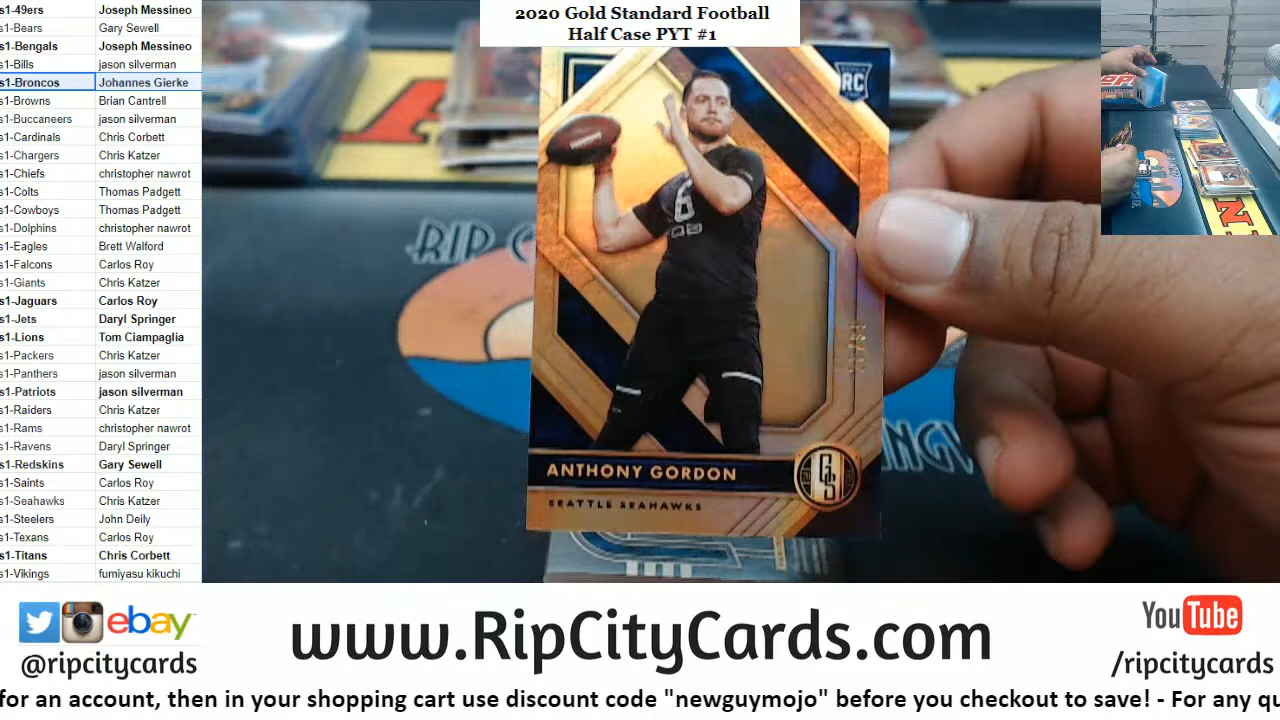 2020 Gold Standard Football
Half Case PYT #1
s1-49ers Joseph Messineo
s1-Bears Gary Sewell
s1-Bengals Joseph Messineo
s1-Bills jason silverman
s1-Broncos Johannes Gierke
s1-Browns Brian Cantrell
s1-Buccaneers jason silverman
s1-Cardinals Chris Corbett
s1-Chargers Chris Katzer
s1-Chiefs christopher nawrot
s1-Colts Thomas Padgett
s1-Cowboys Thomas Padgett
s1-Dolphins christopher nawrot
s1-Eagles Brett Walford
s1-Falcons Carlos Roy
s1-Giants Chris Katzer
s1-Jaguars Carlos Roy
s1-Jets Daryl Springer
s1-Lions Tom Ciampaglia
s1-Packers Chris Katzer
s1-Panthers jason silverman
s1-Patriots jason silverman
s1-Raiders Chris Katzer
s1-Rams christopher nawrot
s1-Ravens Daryl Springer
s1-Redskins Gary Sewell
s1-Saints Carlos Roy
s1-Seahawks Chris Katzer
s1-Steelers John Deily
s1-Texans Carlos Roy
s1-Titans Chris Corbett
s1-Vikings fumiyasu kikuchi
RC
6
QB
ANTHONY GORDON
SEATTLE SEAHAWKS
GS
RIP C
ebay
@ripcitycards
www.RipCityCards.com
YouTube
/ripcitycards
for an account, then in your shopping cart use discount code "newguymojo" before you checkout to save! - For any qu